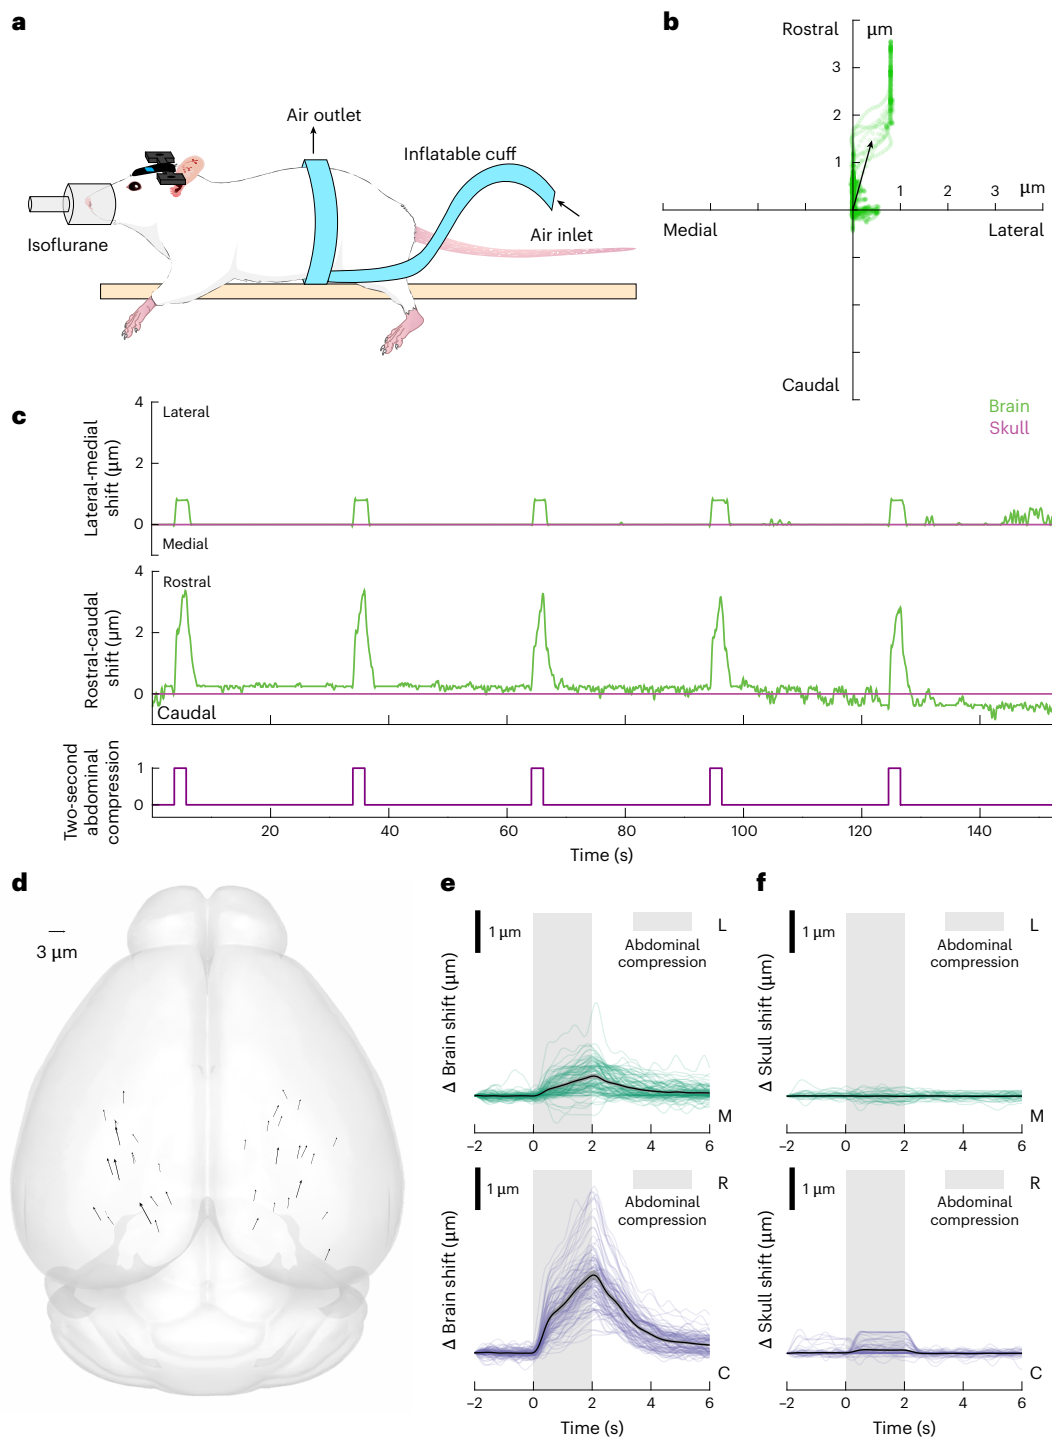 a
Air outlet
Inflatable cuff
Air inlet
Isoflurane
b
Rostral
µm
3
2
1
1 2 3 µm
Medial
Lateral
Caudal
c
Brain
Skull
Lateral-medial
shift (µm)
4
2
0
Lateral
Medial
Rostral-caudal
shift (µm)
4
2
0
Rostral
Caudal
Two-second
abdominal
compression
1
0
20 40 60 80 100 120 140
Time (s)
d
3 µm
e
1 µm
L
Abdominal
compression
Δ Brain shift (µm)
M
–2 0 2 4 6
1 µm
R
Abdominal
compression
Δ Brain shift (µm)
C
–2 0 2 4 6
Time (s)
f
1 µm
L
Abdominal
compression
Δ Skull shift (µm)
M
–2 0 2 4 6
1 µm
R
Abdominal
compression
Δ Skull shift (µm)
C
–2 0 2 4 6
Time (s)